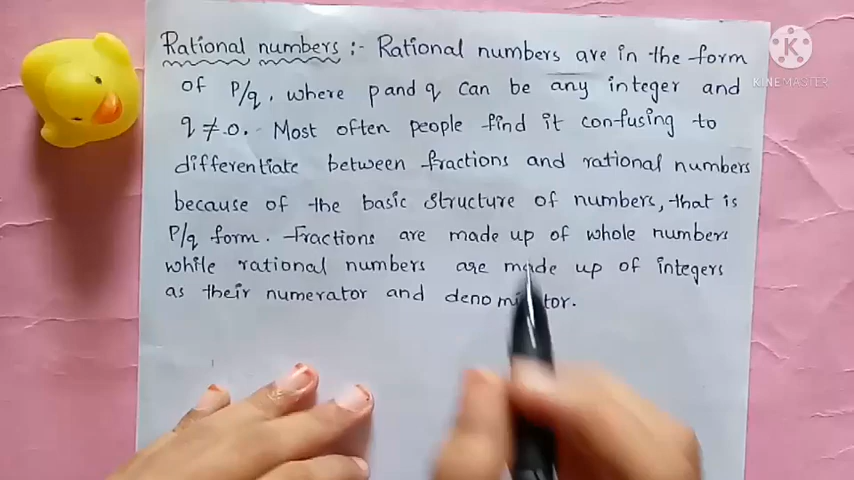 Rational numbers :- Rational numbers are in the form
of P/q, where p and q can be any integer and
q ≠ 0. Most often people find it confusing to
differentiate between fractions and rational numbers
because of the basic structure of numbers, that is
P/q form. Fractions are made up of whole numbers
while rational numbers are made up of integers
as their numerator and denominator.
KINEMASTER